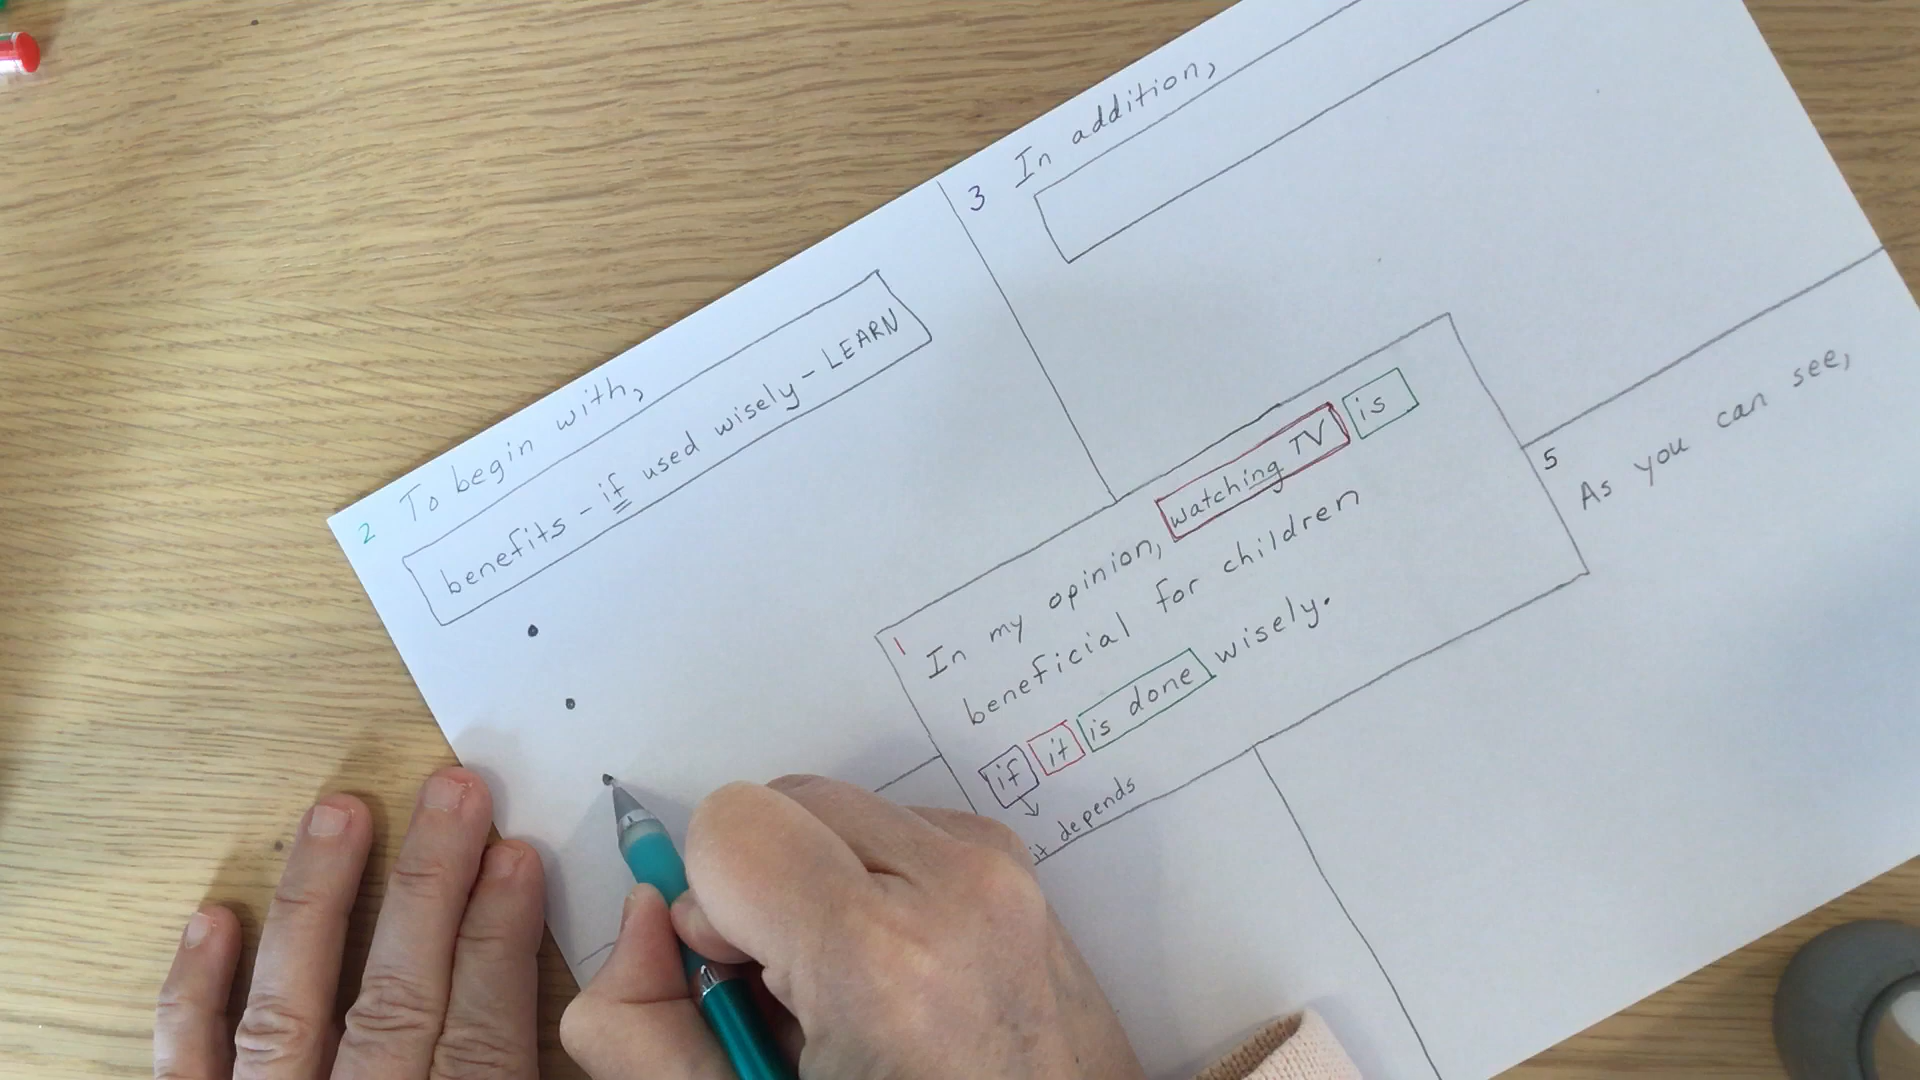 2 To begin with,
benefits - if used wisely - LEARN
3 In addition,
1 In my opinion, watching TV is
beneficial for children
if it is done wisely.
it depends
5 As you can see,